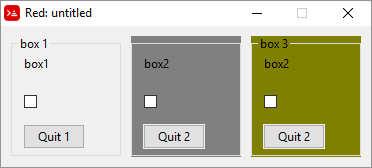 Red: untitled
box 1
box 3
box1
box2
box2
Quit 1
Quit 2
Quit 2